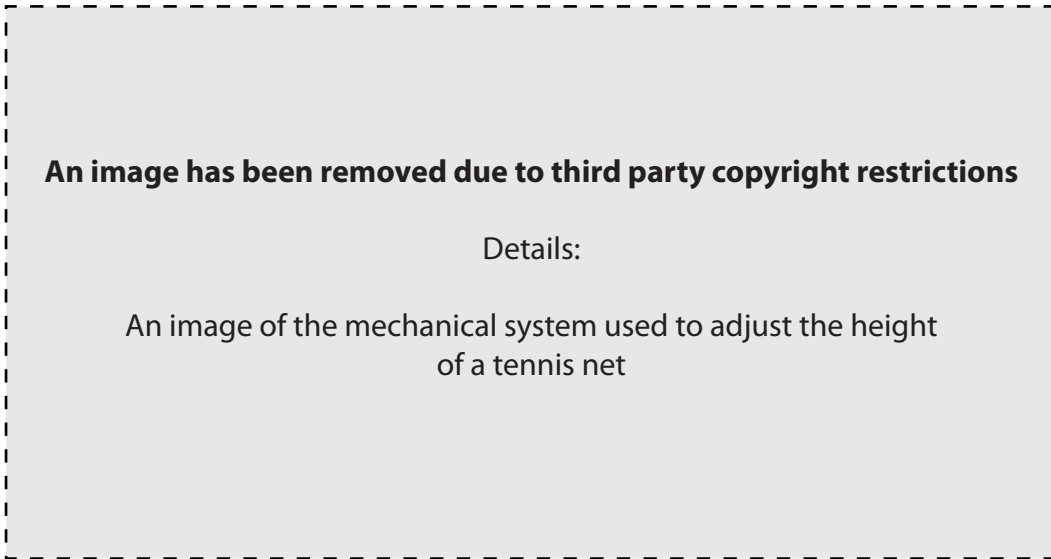 An image has been removed due to third party copyright restrictions
Details:
An image of the mechanical system used to adjust the height
of a tennis net